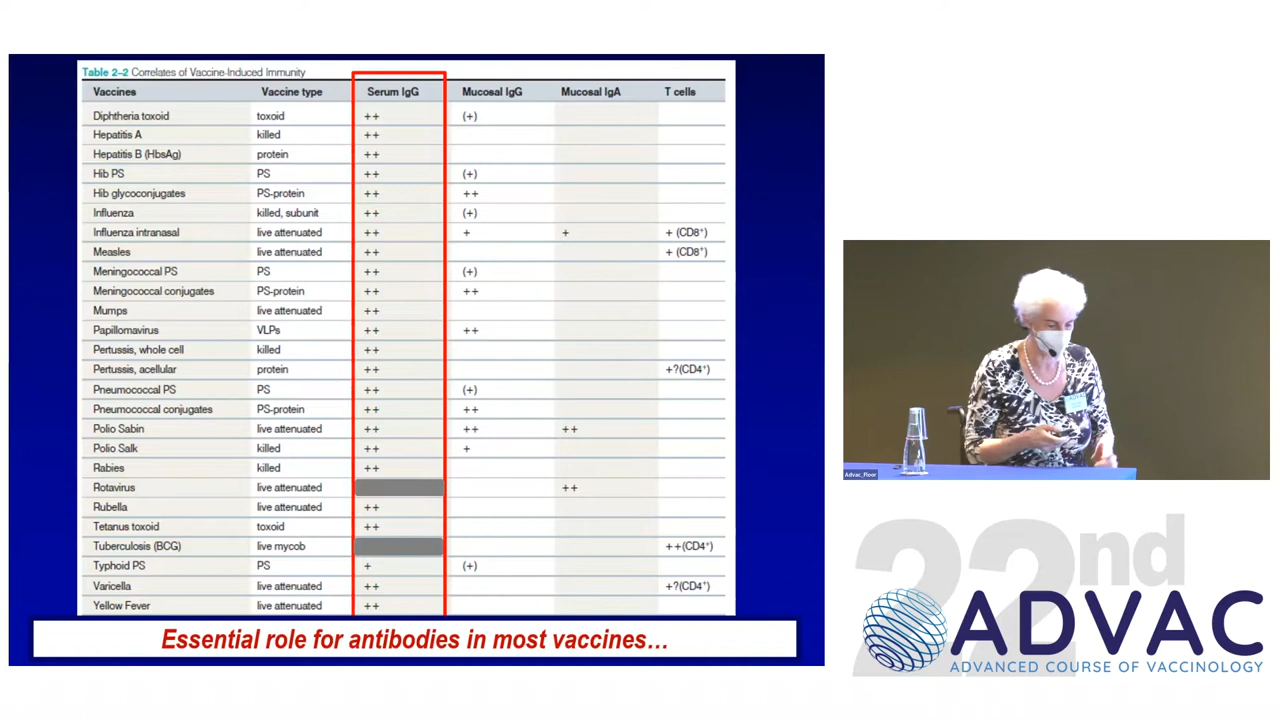 Table 2–2 Correlates of Vaccine-Induced Immunity
Vaccines Vaccine type Serum IgG Mucosal IgG Mucosal IgA T cells
Diphtheria toxoid toxoid ++ (+)
Hepatitis A killed ++
Hepatitis B (HbsAg) protein ++
Hib PS PS ++ (+)
Hib glycoconjugates PS-protein ++ ++
Influenza killed, subunit ++ (+)
Influenza intranasal live attenuated ++ + + + (CD8⁺)
Measles live attenuated ++ + (CD8⁺)
Meningococcal PS PS ++ (+)
Meningococcal conjugates PS-protein ++ ++
Mumps live attenuated ++
Papillomavirus VLPs ++ ++
Pertussis, whole cell killed ++
Pertussis, acellular protein ++ +?(CD4⁺)
Pneumococcal PS PS ++ (+)
Pneumococcal conjugates PS-protein ++ ++
Polio Sabin live attenuated ++ ++ ++
Polio Salk killed ++ +
Rabies killed ++
Rotavirus live attenuated ++
Rubella live attenuated ++
Tetanus toxoid toxoid ++
Tuberculosis (BCG) live mycob ++(CD4⁺)
Typhoid PS PS + (+)
Varicella live attenuated ++ +?(CD4⁺)
Yellow Fever live attenuated ++
Essential role for antibodies in most vaccines…
Advac_Floor
22nd
ADVAC
ADVANCED COURSE OF VACCINOLOGY